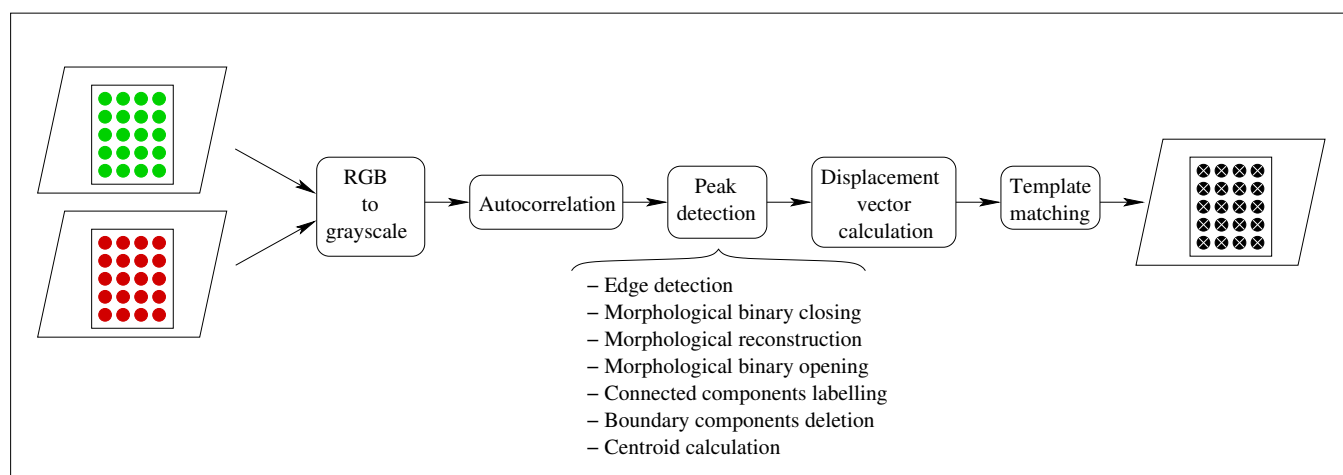 RGB
to
grayscale
Autocorrelation
Peak
detection
Displacement
vector
calculation
Template
matching
– Edge detection
– Morphological binary closing
– Morphological reconstruction
– Morphological binary opening
– Connected components labelling
– Boundary components deletion
– Centroid calculation